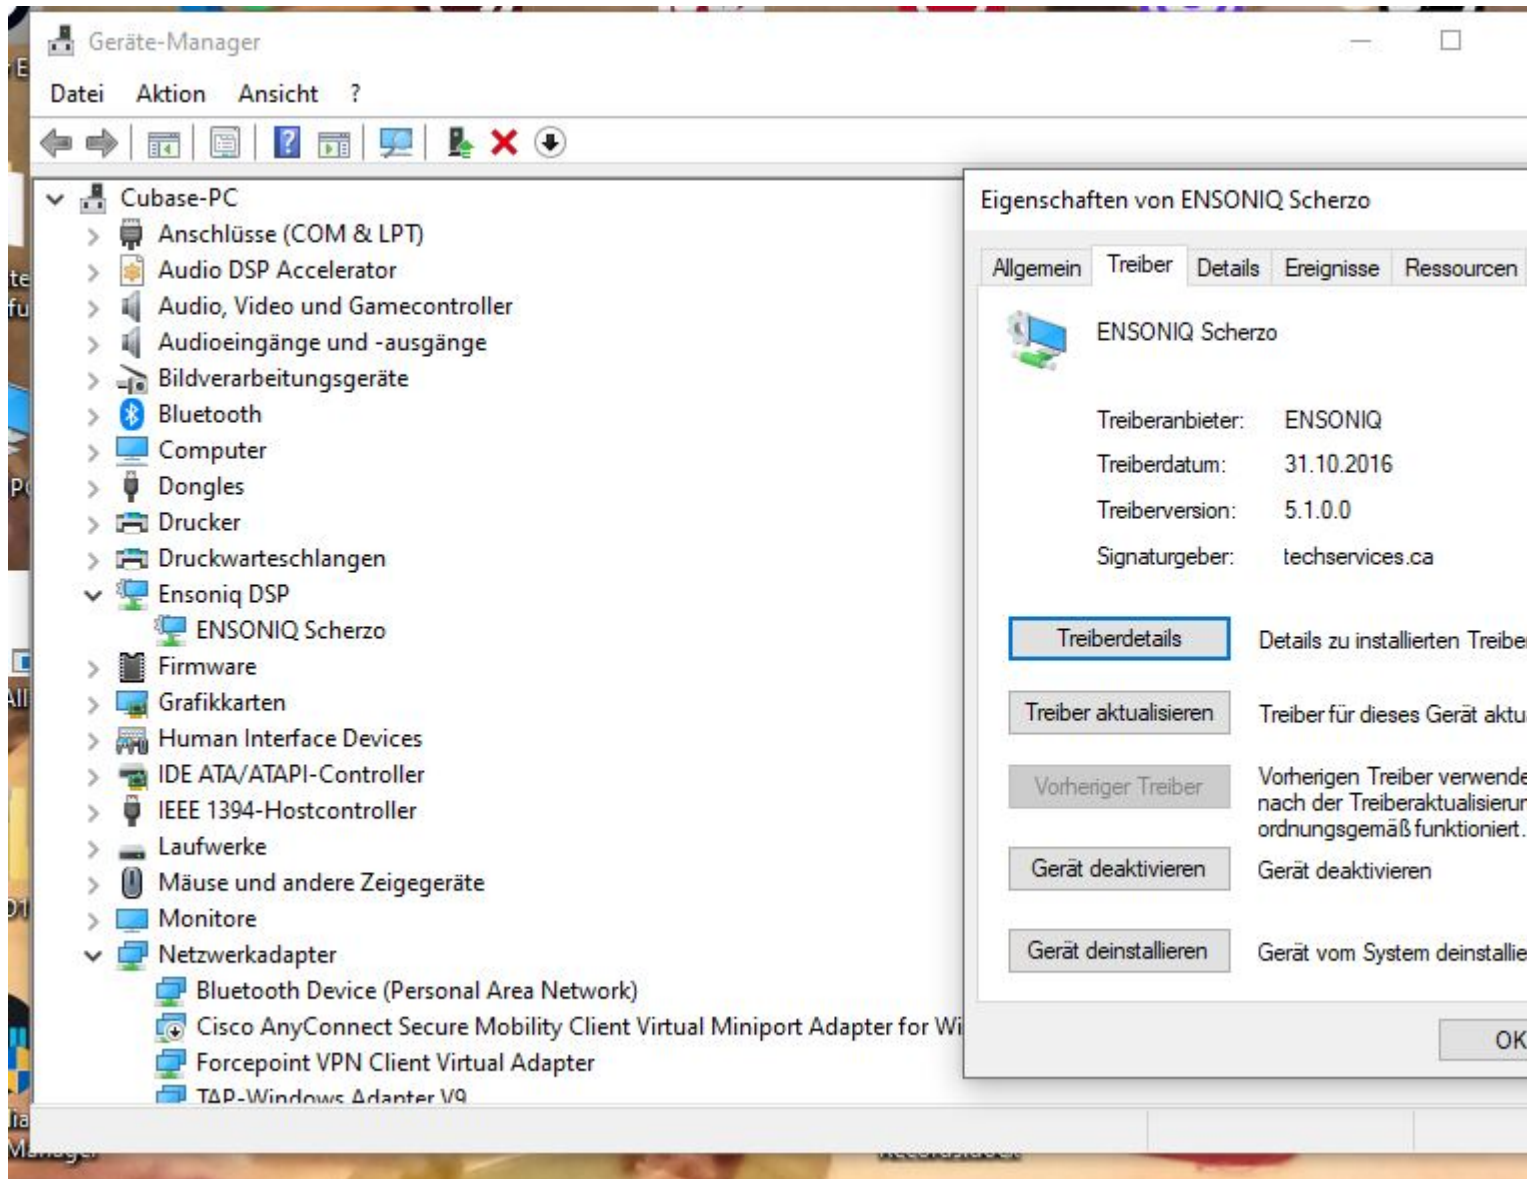 Geräte-Manager
Datei Aktion Ansicht ?
Cubase-PC
Anschlüsse (COM & LPT)
Audio DSP Accelerator
Audio, Video und Gamecontroller
Audioeingänge und -ausgänge
Bildverarbeitungsgeräte
Bluetooth
Computer
Dongles
Drucker
Druckwarteschlangen
Ensoniq DSP
ENSONIQ Scherzo
Firmware
Grafikkarten
Human Interface Devices
IDE ATA/ATAPI-Controller
IEEE 1394-Hostcontroller
Laufwerke
Mäuse und andere Zeigegeräte
Monitore
Netzwerkadapter
Bluetooth Device (Personal Area Network)
Cisco AnyConnect Secure Mobility Client Virtual Miniport Adapter for Wi
Forcepoint VPN Client Virtual Adapter
TAP-Windows Adapter V9
Eigenschaften von ENSONIQ Scherzo
Allgemein Treiber Details Ereignisse Ressourcen
ENSONIQ Scherzo
Treiberanbieter: ENSONIQ
Treiberdatum: 31.10.2016
Treiberversion: 5.1.0.0
Signaturgeber: techservices.ca
Treiberdetails Details zu installierten Treiber
Treiber aktualisieren Treiber für dieses Gerät aktu
Vorheriger Treiber Vorherigen Treiber verwende
nach der Treiberaktualisierun
ordnungsgemäß funktioniert.
Gerät deaktivieren Gerät deaktivieren
Gerät deinstallieren Gerät vom System deinstallie
OK